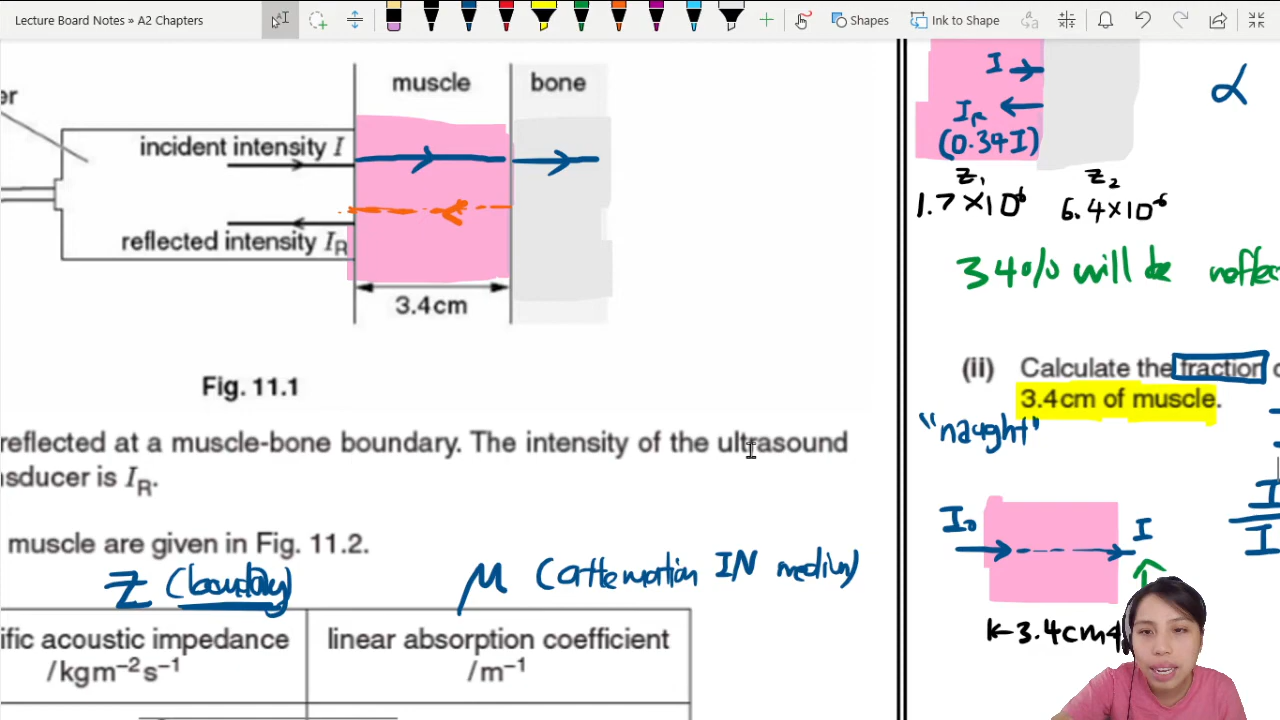 Lecture Board Notes » A2 Chapters
Shapes
Ink to Shape
er
muscle
bone
incident intensity I
reflected intensity IR
3.4cm
Fig. 11.1
reflected at a muscle-bone boundary. The intensity of the ultrasound
nsducer is IR.
muscle are given in Fig. 11.2.
Z (boundary)
μ (attenuation IN medium)
ific acoustic impedance
/kgm⁻²s⁻¹
linear absorption coefficient
/m⁻¹
I
IR
(0.34I)
α
Z₁
Z₂
1.7×10⁶
6.4×10⁻⁶
34% will be reflec
(ii) Calculate the fraction o
3.4cm of muscle.
"naught"
I₀
I
I
I
3.4cm